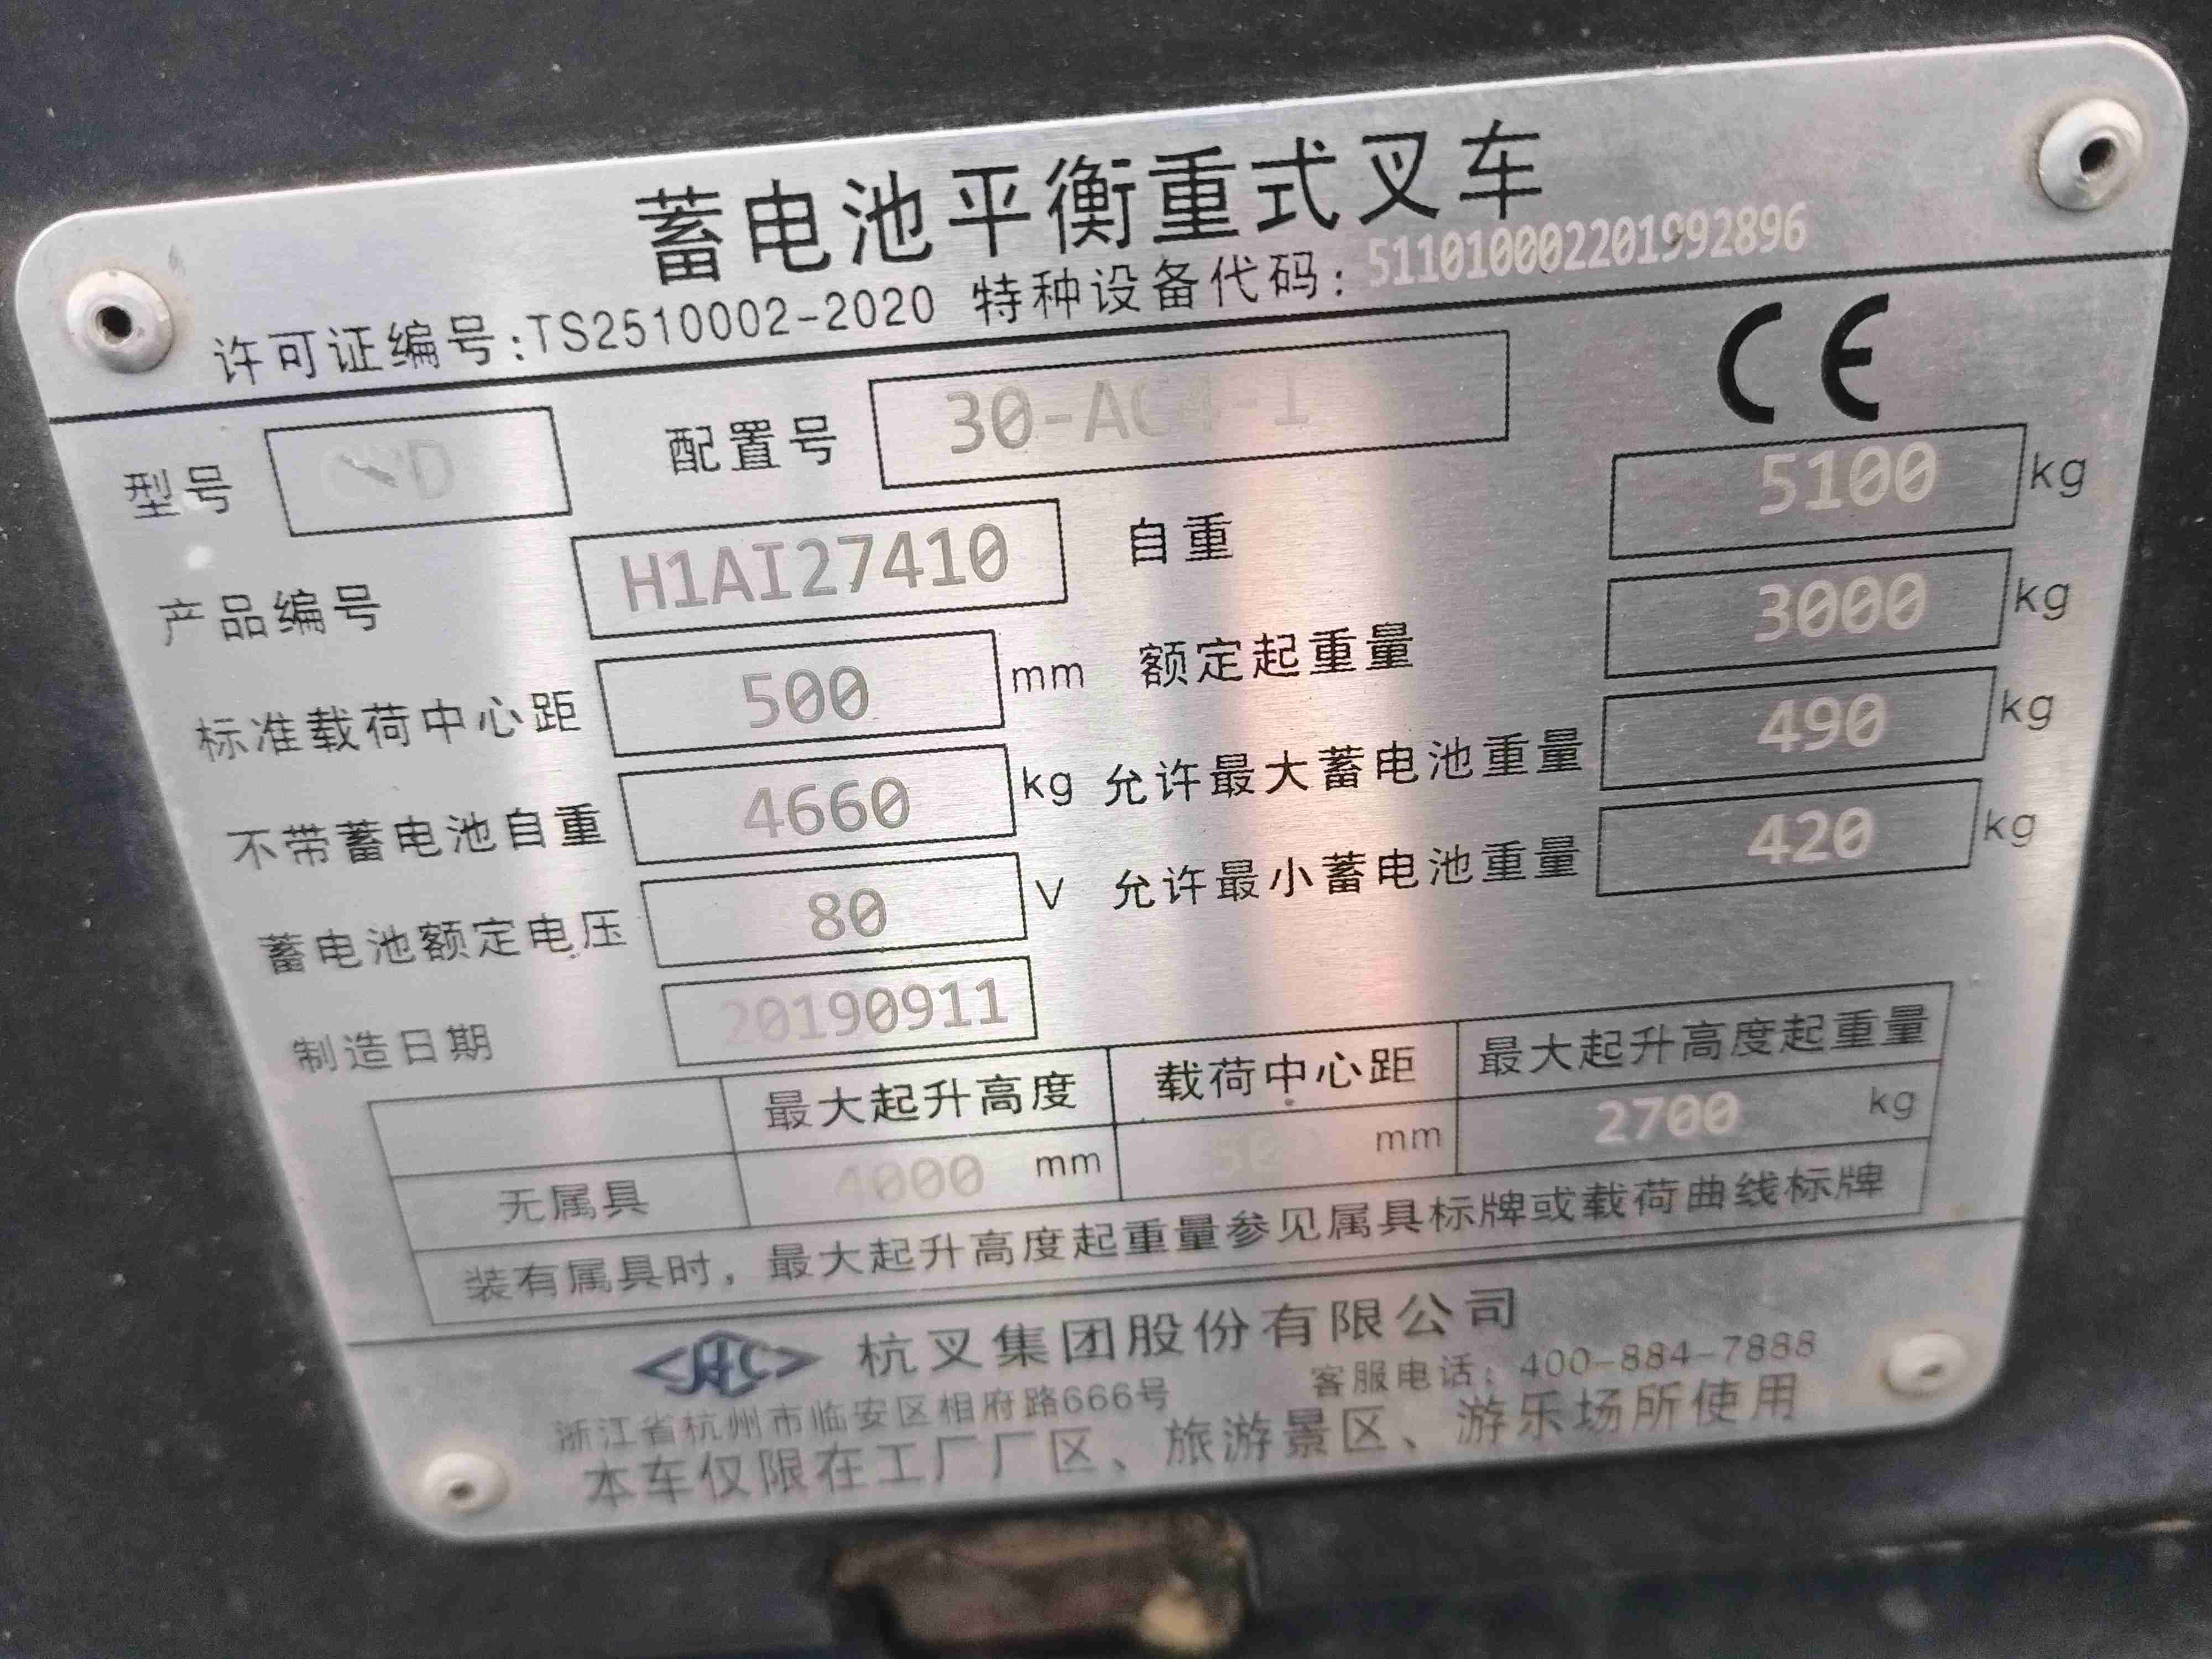 蓄电池平衡重式叉车
许可证编号:TS2510002-2020 特种设备代码: 511010002201992896
CE
型号 配置号
产品编号 H1AI27410 自重 5100 kg
标准载荷中心距 500 mm 额定起重量 3000 kg
不带蓄电池自重 4660 kg 允许最大蓄电池重量 490 kg
蓄电池额定电压 80 V 允许最小蓄电池重量 420 kg
制造日期 20190911
最大起升高度 载荷中心距 最大起升高度起重量
无属具 4000 mm mm 2700 kg
装有属具时，最大起升高度起重量参见属具标牌或载荷曲线标牌
杭叉集团股份有限公司
浙江省杭州市临安区相府路666号 客服电话: 400-884-7888
本车仅限在工厂厂区、旅游景区、游乐场所使用